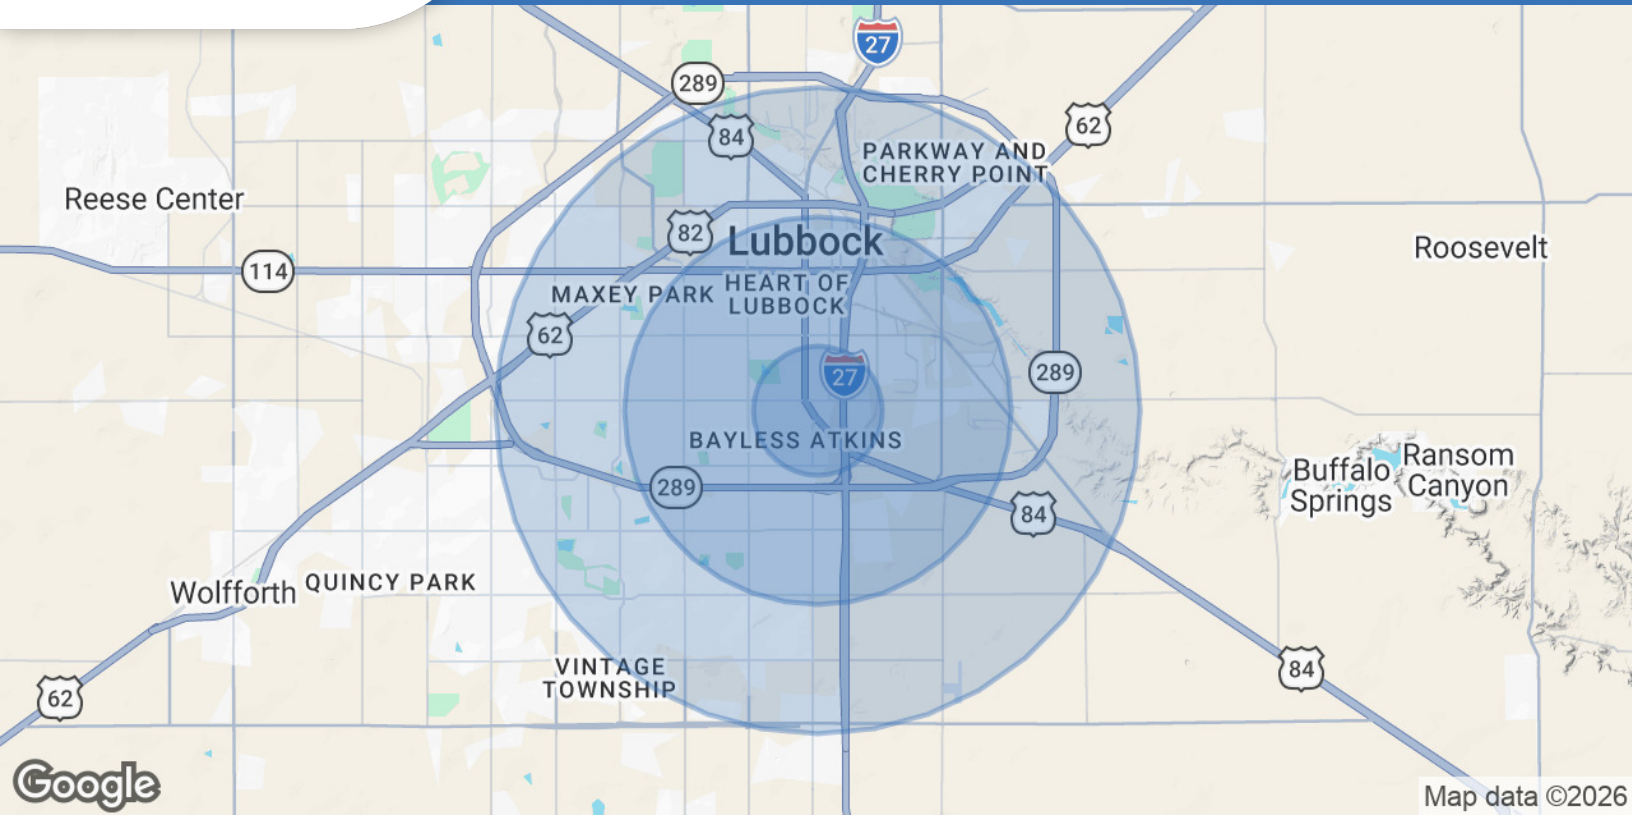 27
289
62
84
PARKWAY AND
CHERRY POINT
Reese Center
82
Lubbock
Roosevelt
114
HEART OF
LUBBOCK
MAXEY PARK
62
27
289
BAYLESS ATKINS
Buffalo
Springs
Ransom
Canyon
289
84
Wolfforth
QUINCY PARK
VINTAGE
TOWNSHIP
84
62
Google
Map data ©2026